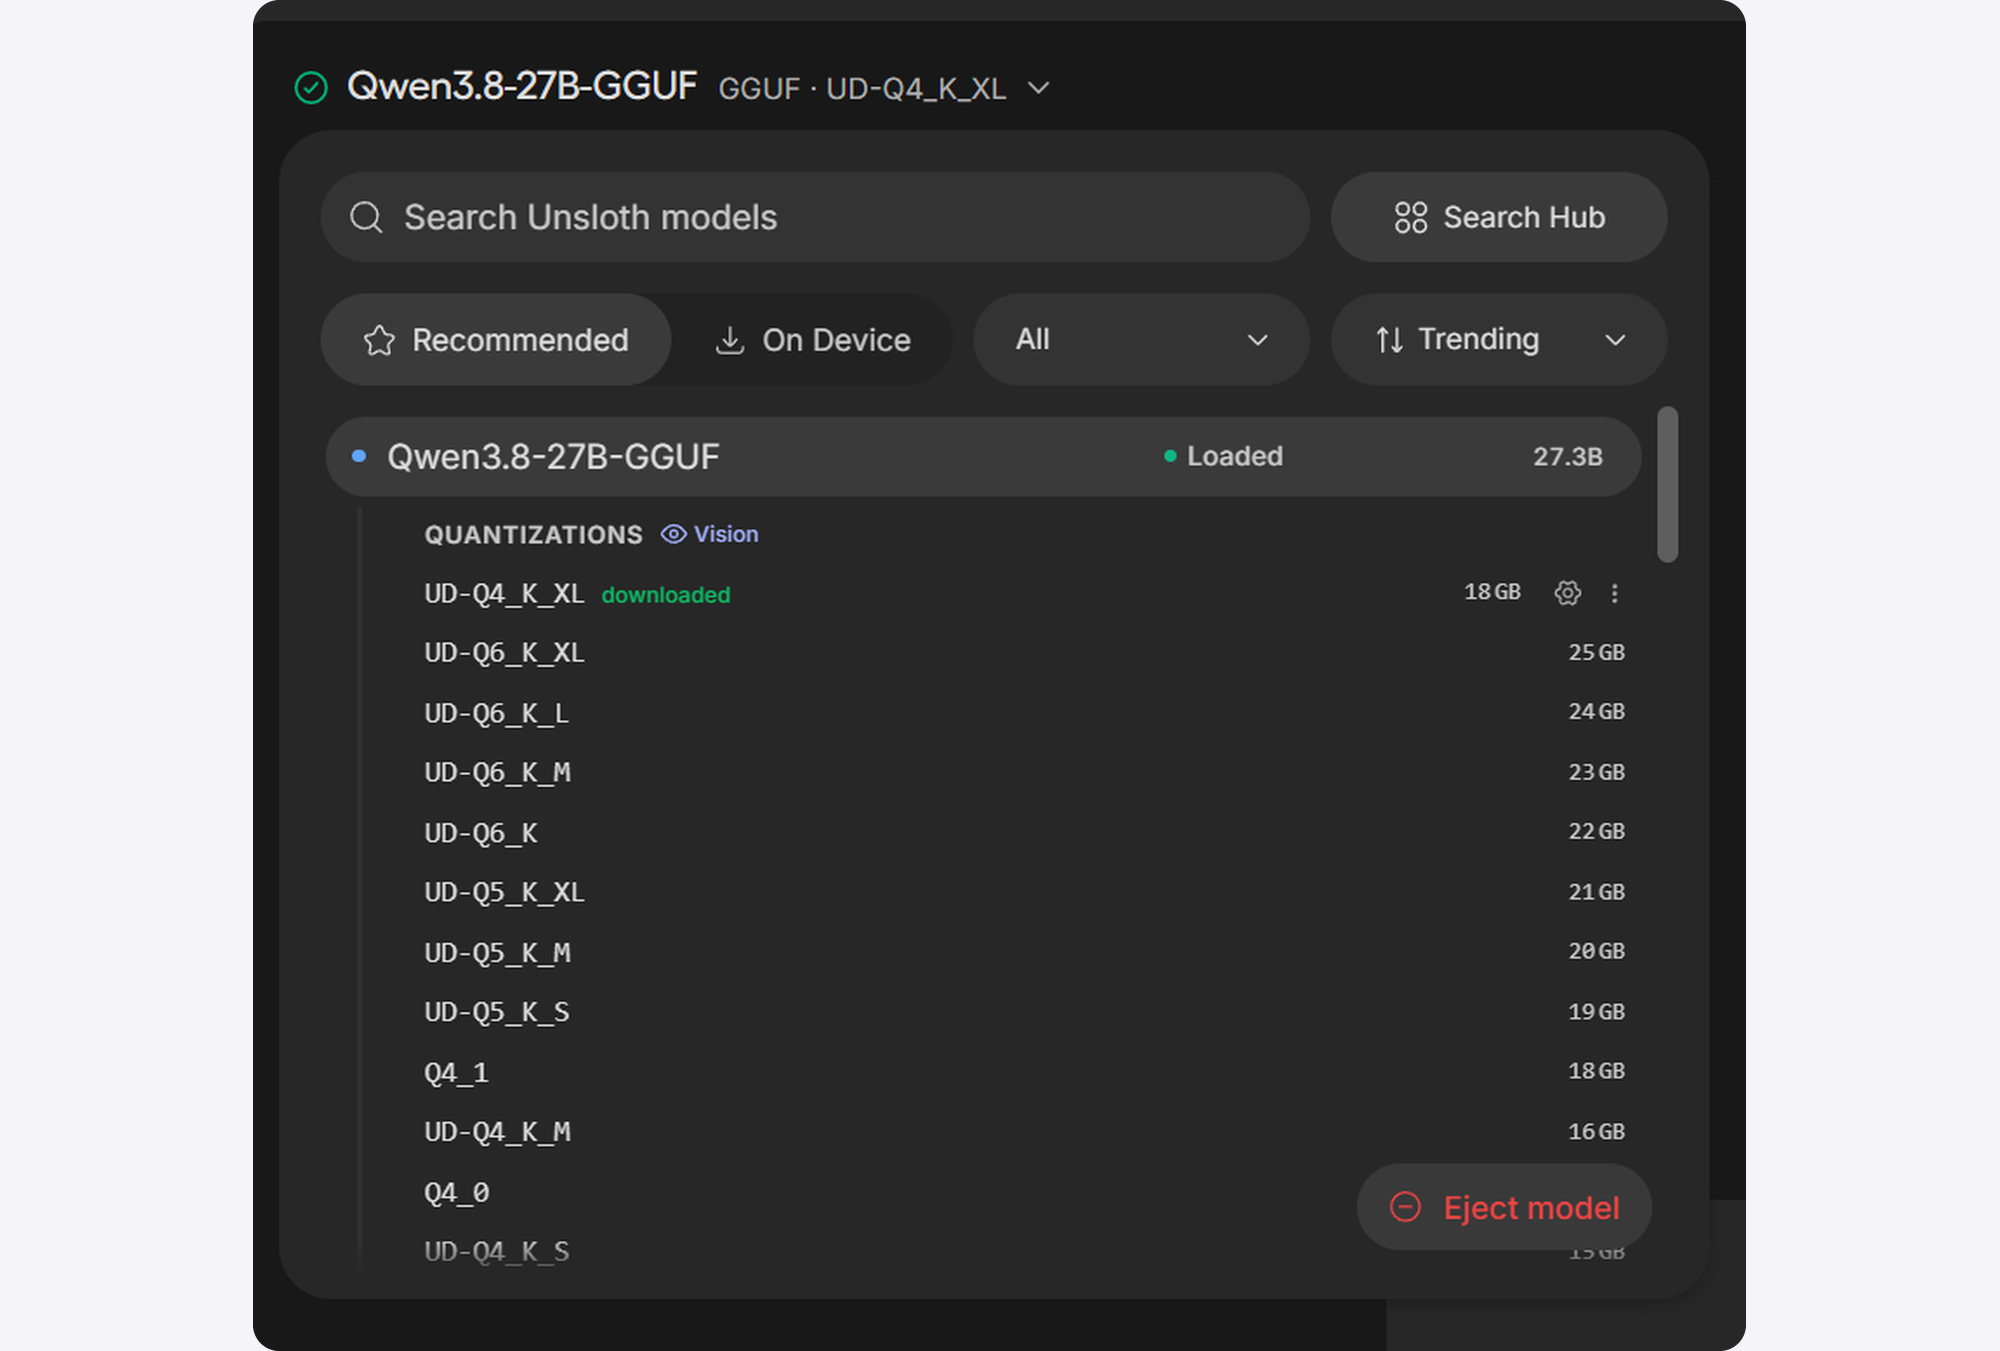 Qwen3.8-27B-GGUF GGUF · UD-Q4_K_XL
Search Unsloth models Search Hub
Recommended On Device All Trending
Qwen3.8-27B-GGUF Loaded 27.3B
QUANTIZATIONS Vision
UD-Q4_K_XL downloaded 18 GB
UD-Q6_K_XL 25 GB
UD-Q6_K_L 24 GB
UD-Q6_K_M 23 GB
UD-Q6_K 22 GB
UD-Q5_K_XL 21 GB
UD-Q5_K_M 20 GB
UD-Q5_K_S 19 GB
Q4_1 18 GB
UD-Q4_K_M 16 GB
Q4_0
Eject model
UD-Q4_K_S 15 GB